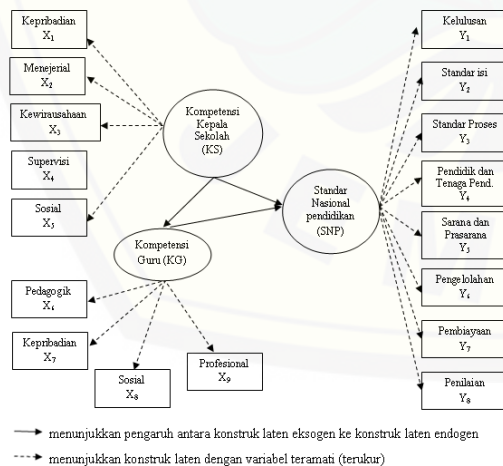 Kepribadian
X1
Menejerial
X2
Kewirausahaan
X3
Supervisi
X4
Sosial
X5
Kompetensi
Kepala
Sekolah
(KS)
Kompetensi
Guru (KG)
Standar
Nasional
pendidikan
(SNP)
Pedagogik
X6
Kepribadian
X7
Sosial
X8
Profesional
X9
Kelulusan
Y1
Standar isi
Y2
Standar Proses
Y3
Pendidik dan
Tenaga Pend.
Y4
Sarana dan
Prasarana
Y5
Pengelolahan
Y6
Pembiayaan
Y7
Penilaian
Y8
menunjukkan pengaruh antara konstruk laten eksogen ke konstruk laten endogen
menunjukkan konstruk laten dengan variabel teramati (terukur)